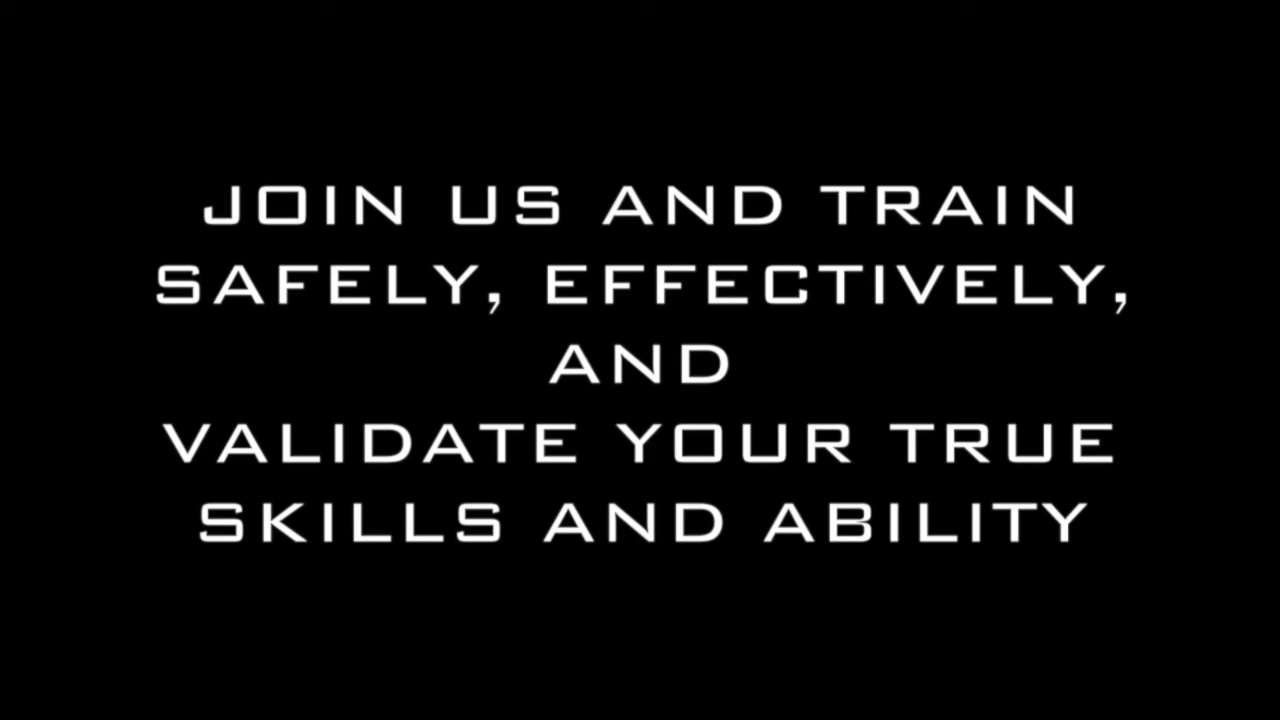 JOIN US AND TRAIN
SAFELY, EFFECTIVELY,
AND
VALIDATE YOUR TRUE
SKILLS AND ABILITY